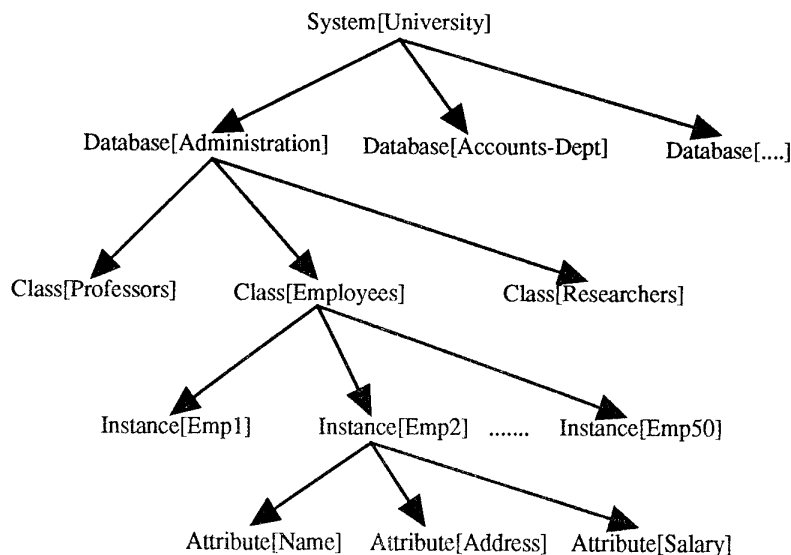 System[University]
Database[Administration] Database[Accounts-Dept] Database[....]
Class[Professors] Class[Employees] Class[Researchers]
Instance[Emp1] Instance[Emp2] ....... Instance[Emp50]
Attribute[Name] Attribute[Address] Attribute[Salary]